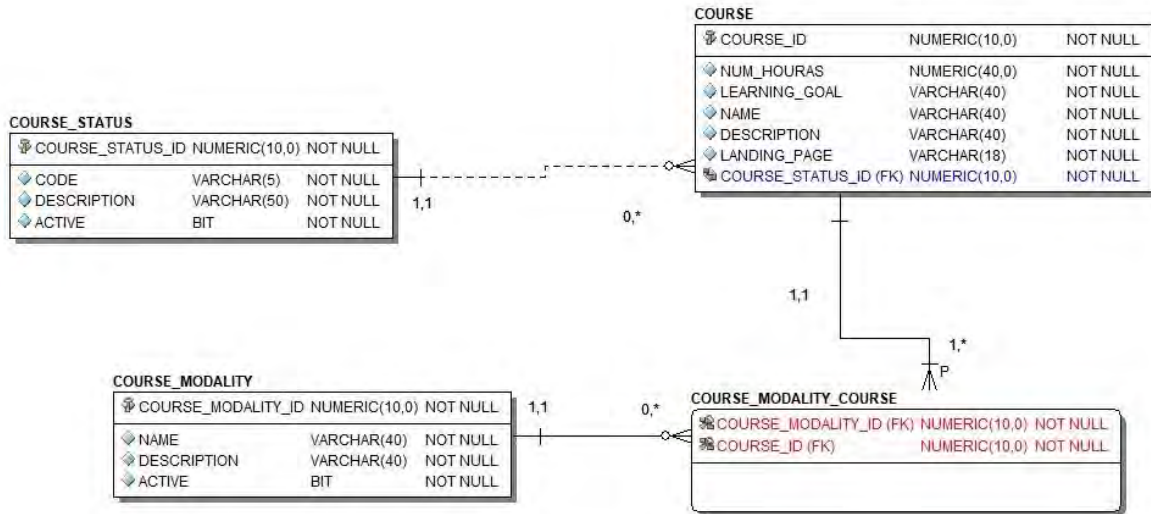 COURSE
COURSE_ID NUMERIC(10,0) NOT NULL
NUM_HOURAS NUMERIC(40,0) NOT NULL
LEARNING_GOAL VARCHAR(40) NOT NULL
NAME VARCHAR(40) NOT NULL
DESCRIPTION VARCHAR(40) NOT NULL
LANDING_PAGE VARCHAR(18) NOT NULL
COURSE_STATUS_ID (FK) NUMERIC(10,0) NOT NULL
COURSE_STATUS
COURSE_STATUS_ID NUMERIC(10,0) NOT NULL
CODE VARCHAR(5) NOT NULL
DESCRIPTION VARCHAR(50) NOT NULL
ACTIVE BIT NOT NULL
1,1
0,*
1,1
1,*
P
COURSE_MODALITY
COURSE_MODALITY_ID NUMERIC(10,0) NOT NULL
NAME VARCHAR(40) NOT NULL
DESCRIPTION VARCHAR(40) NOT NULL
ACTIVE BIT NOT NULL
1,1
0,*
COURSE_MODALITY_COURSE
COURSE_MODALITY_ID (FK) NUMERIC(10,0) NOT NULL
COURSE_ID (FK) NUMERIC(10,0) NOT NULL